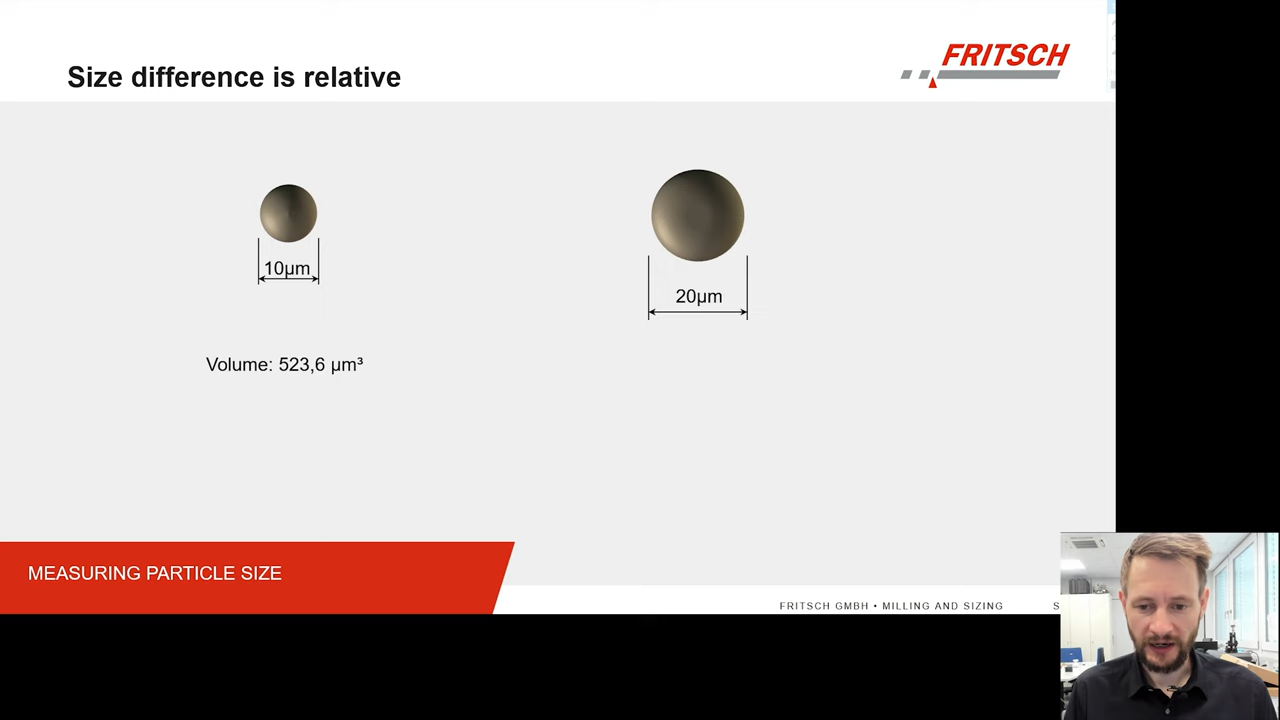 Size difference is relative
FRITSCH
10µm
20µm
Volume: 523,6 µm³
MEASURING PARTICLE SIZE
FRITSCH GMBH • MILLING AND SIZING
S